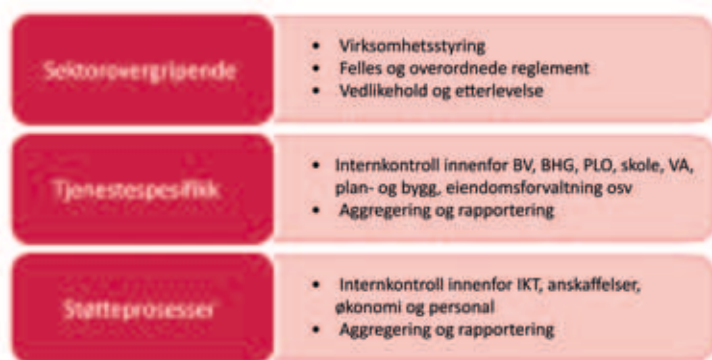 Sektorovergripende
• Virksomhetsstyring
• Felles og overordnede reglement
• Vedlikehold og etterlevelse
Tjenestespesifikk
• Internkontroll innenfor BV, BHG, PLO, skole, VA,
plan- og bygg, eiendomsforvaltning osv
• Aggregering og rapportering
Støtteprosesser
• Internkontroll innenfor IKT, anskaffelser,
økonomi og personal
• Aggregering og rapportering